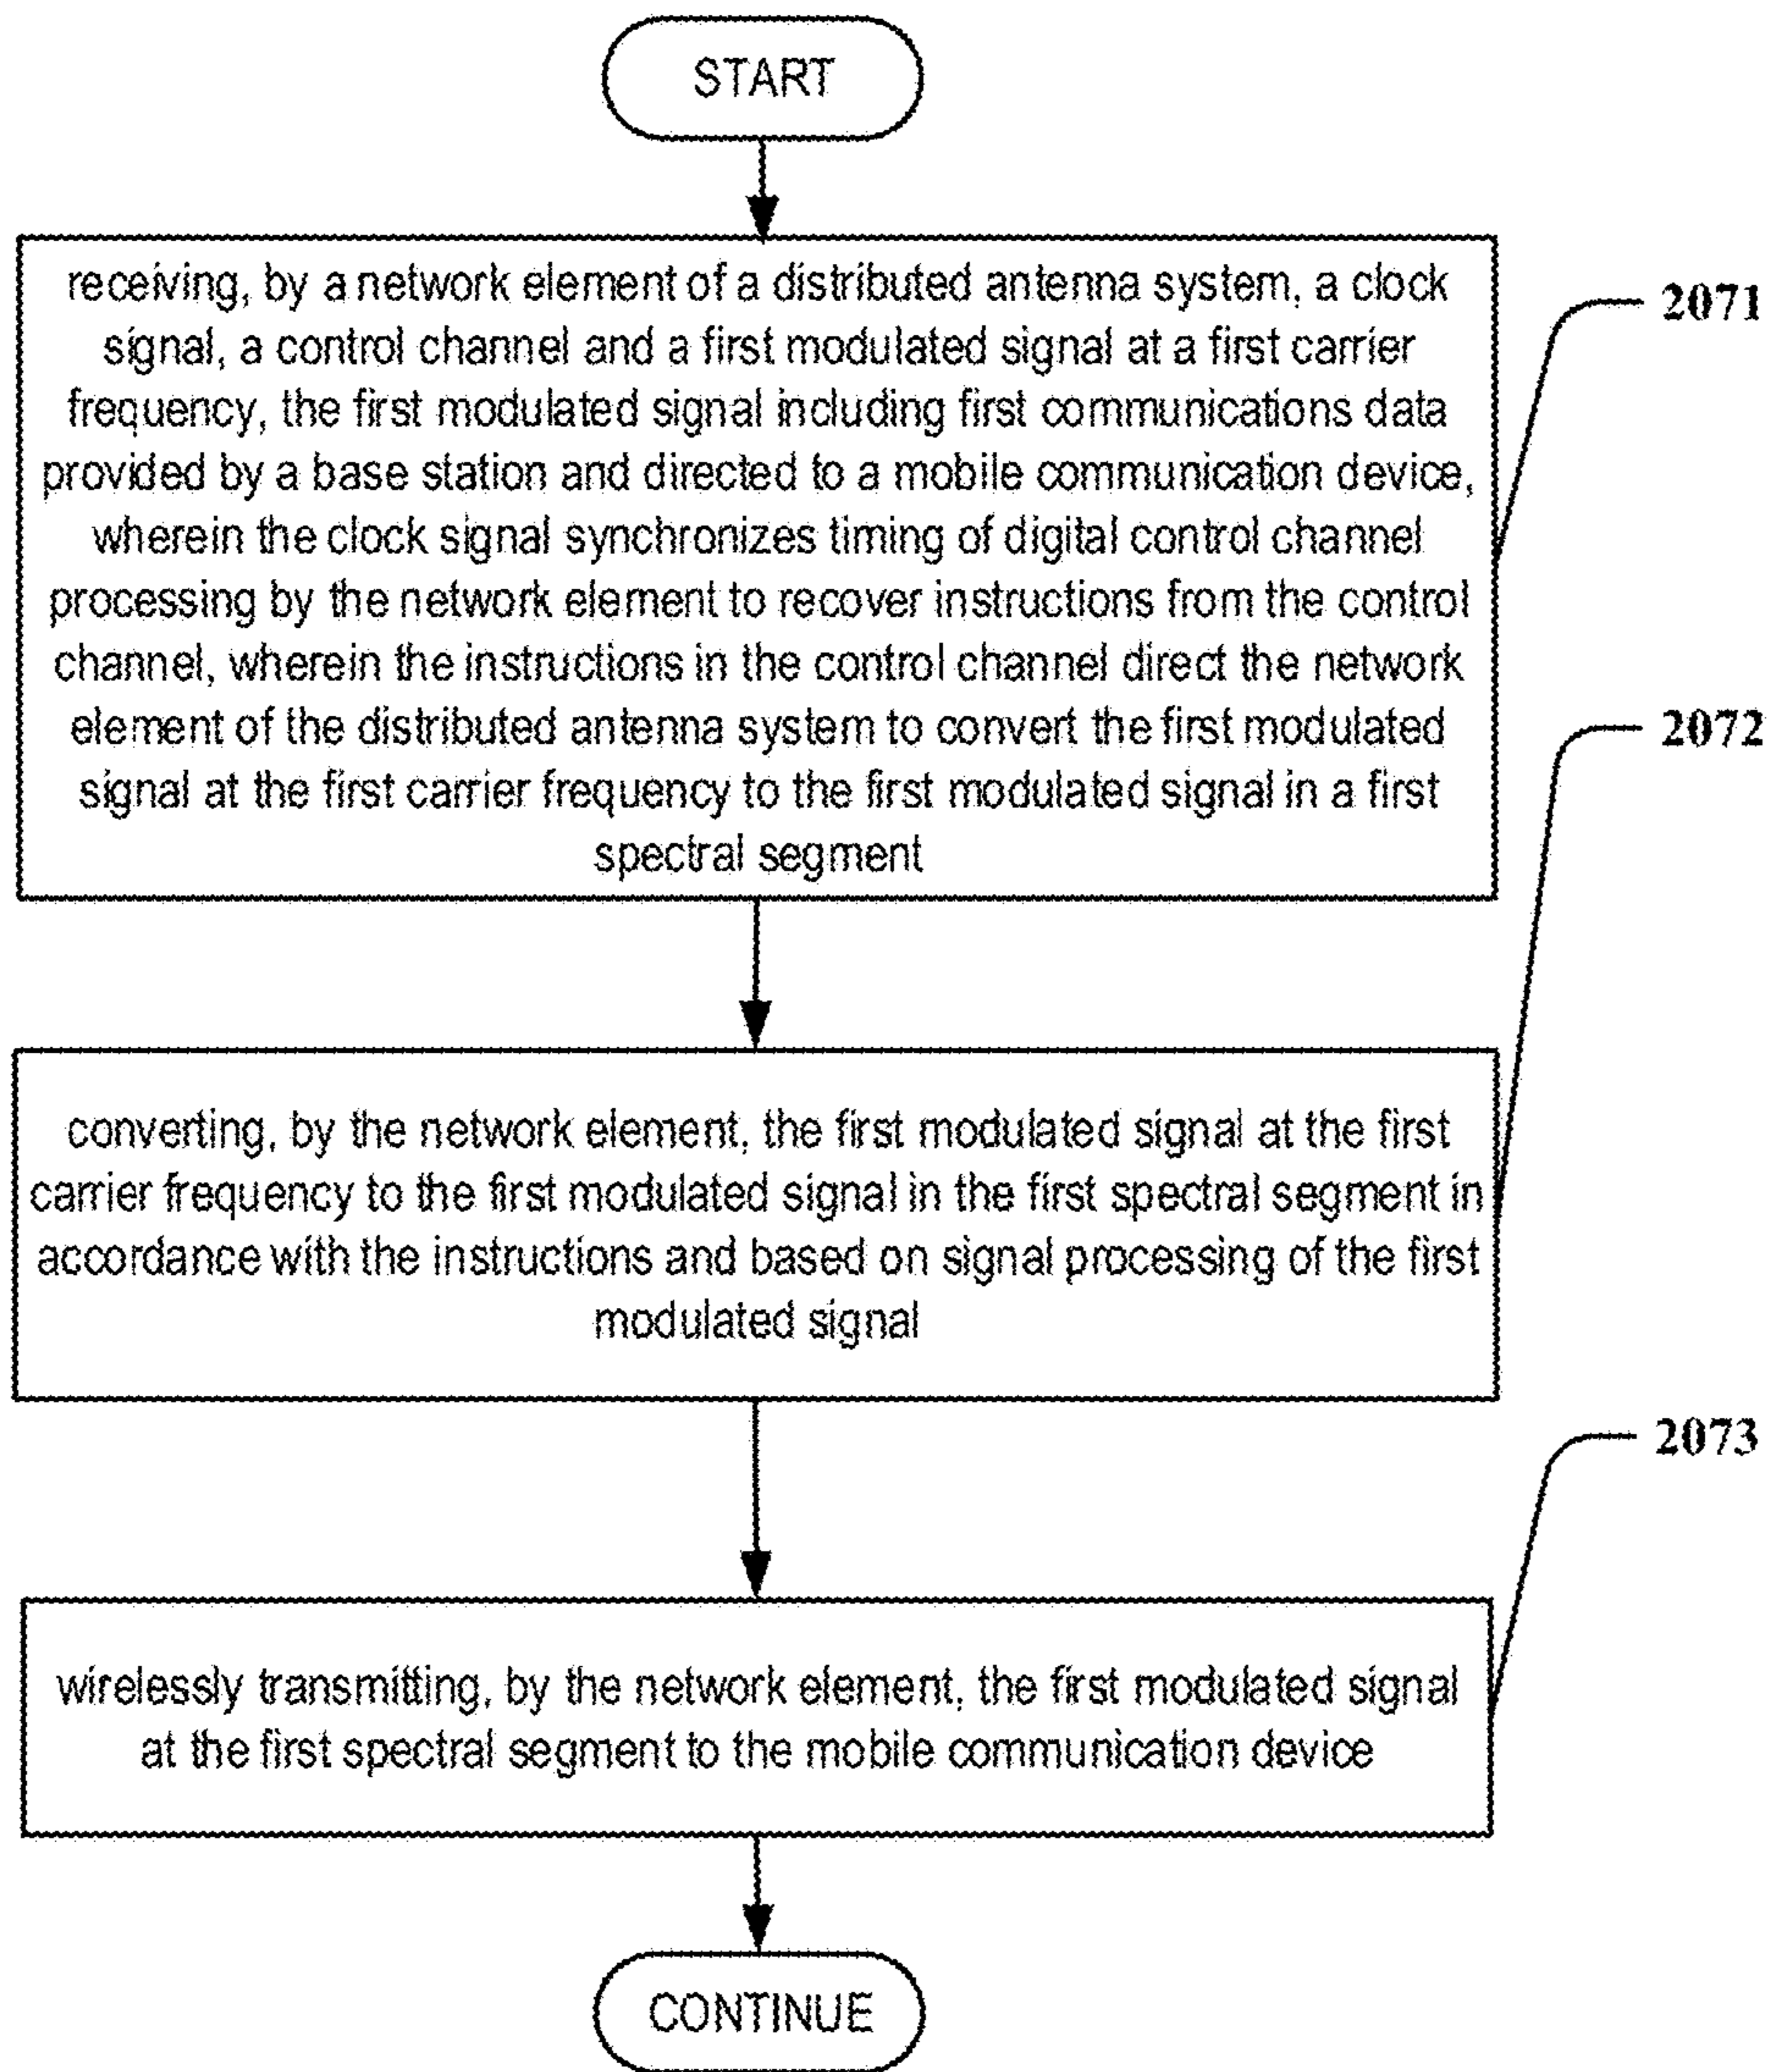 START
receiving, by a network element of a distributed antenna system, a clock
signal, a control channel and a first modulated signal at a first carrier
frequency, the first modulated signal including first communications data
provided by a base station and directed to a mobile communication device,
wherein the clock signal synchronizes timing of digital control channel
processing by the network element to recover instructions from the control
channel, wherein the instructions in the control channel direct the network
element of the distributed antenna system to convert the first modulated
signal at the first carrier frequency to the first modulated signal in a first
spectral segment
2071
converting, by the network element, the first modulated signal at the first
carrier frequency to the first modulated signal in the first spectral segment in
accordance with the instructions and based on signal processing of the first
modulated signal
2072
wirelessly transmitting, by the network element, the first modulated signal
at the first spectral segment to the mobile communication device
2073
CONTINUE